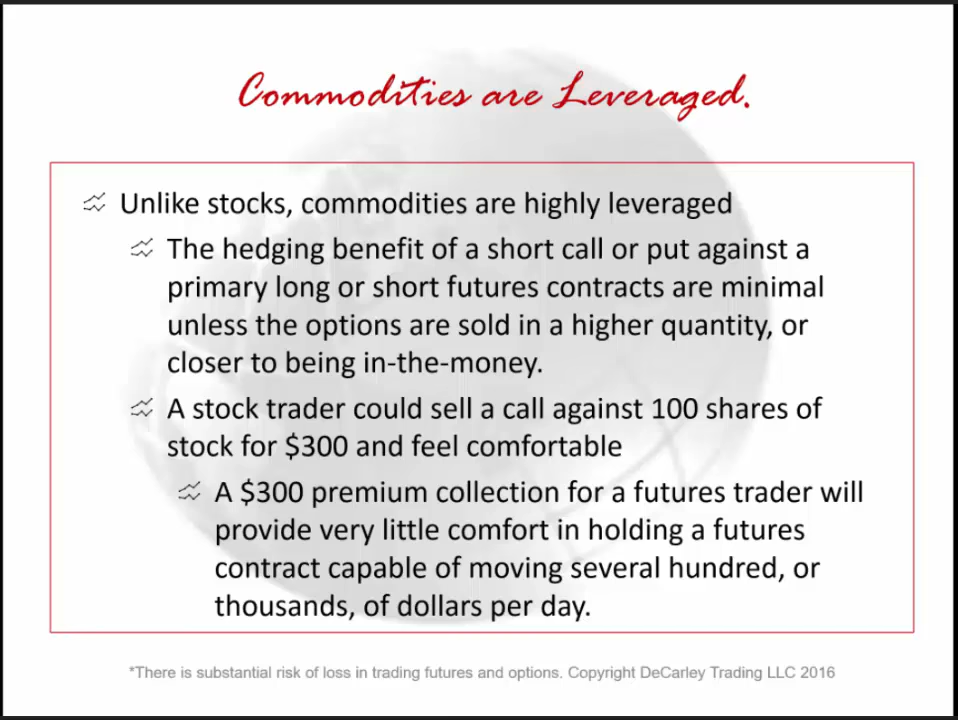 Commodities are Leveraged.
Unlike stocks, commodities are highly leveraged
The hedging benefit of a short call or put against a
primary long or short futures contracts are minimal
unless the options are sold in a higher quantity, or
closer to being in-the-money.
A stock trader could sell a call against 100 shares of
stock for $300 and feel comfortable
A $300 premium collection for a futures trader will
provide very little comfort in holding a futures
contract capable of moving several hundred, or
thousands, of dollars per day.
*There is substantial risk of loss in trading futures and options. Copyright DeCarley Trading LLC 2016